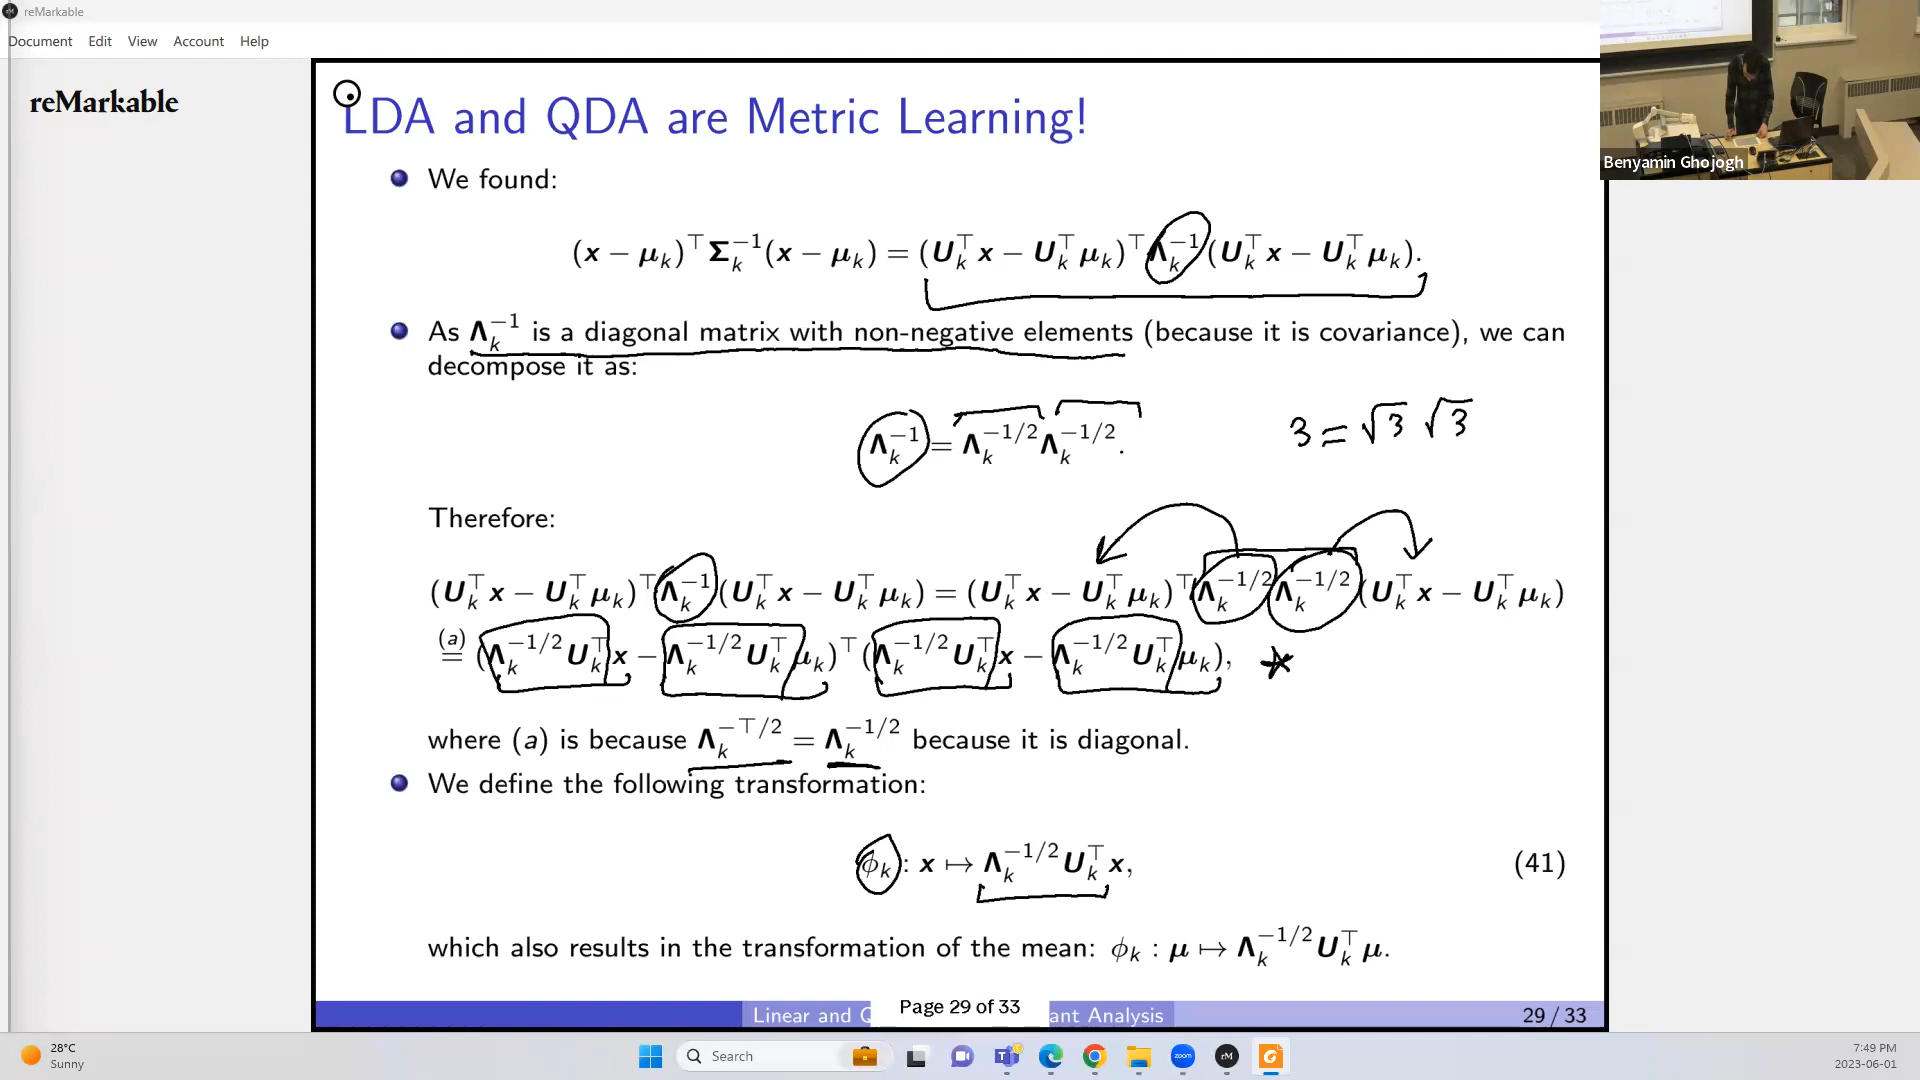 reMarkable
Document Edit View Account Help
reMarkable
Benyamin Ghojogh
LDA and QDA are Metric Learning!
We found:
(x − μ_k)^⊤ Σ_k^{−1} (x − μ_k) = (U_k^⊤ x − U_k^⊤ μ_k)^⊤ Λ_k^{−1} (U_k^⊤ x − U_k^⊤ μ_k).
As Λ_k^{−1} is a diagonal matrix with non-negative elements (because it is covariance), we can
decompose it as:
Λ_k^{−1} = Λ_k^{−1/2} Λ_k^{−1/2}.
3 = √3 √3
Therefore:
(U_k^⊤ x − U_k^⊤ μ_k)^⊤ Λ_k^{−1} (U_k^⊤ x − U_k^⊤ μ_k) = (U_k^⊤ x − U_k^⊤ μ_k)^⊤ Λ_k^{−1/2} Λ_k^{−1/2} (U_k^⊤ x − U_k^⊤ μ_k)
(a)= (Λ_k^{−1/2} U_k^⊤ x − Λ_k^{−1/2} U_k^⊤ μ_k)^⊤ (Λ_k^{−1/2} U_k^⊤ x − Λ_k^{−1/2} U_k^⊤ μ_k),
where (a) is because Λ_k^{−⊤/2} = Λ_k^{−1/2} because it is diagonal.
We define the following transformation:
ϕ_k : x ↦ Λ_k^{−1/2} U_k^⊤ x, (41)
which also results in the transformation of the mean: ϕ_k : μ ↦ Λ_k^{−1/2} U_k^⊤ μ.
Linear and Q
Page 29 of 33
ant Analysis
29 / 33
28°C
Sunny
Search
zoom
rM
7:49 PM
2023-06-01